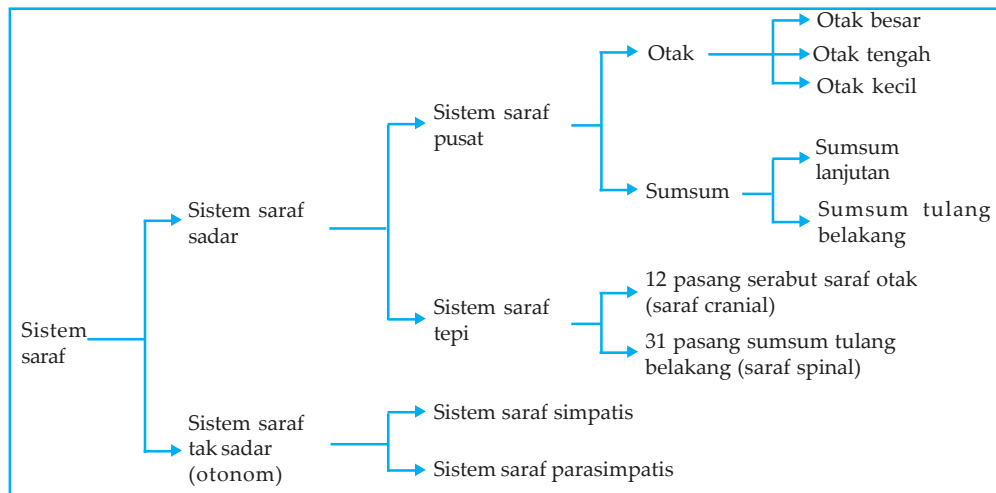 Sistem
saraf
Sistem saraf
sadar
Sistem saraf
pusat
Otak
Otak besar
Otak tengah
Otak kecil
Sumsum
Sumsum
lanjutan
Sumsum tulang
belakang
Sistem saraf
tepi
12 pasang serabut saraf otak
(saraf cranial)
31 pasang sumsum tulang
belakang (saraf spinal)
Sistem saraf
tak sadar
(otonom)
Sistem saraf simpatis
Sistem saraf parasimpatis